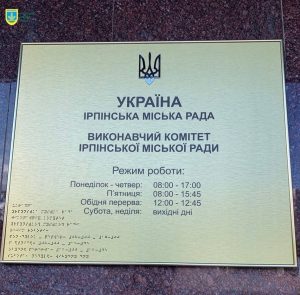 УКРАЇНА
ІРПІНСЬКА МІСЬКА РАДА
ВИКОНАВЧИЙ КОМІТЕТ
ІРПІНСЬКОЇ МІСЬКОЇ РАДИ
Режим роботи:
Понеділок - четвер: 08:00 - 17:00
П'ятниця: 08:00 - 15:45
Обідня перерва: 12:00 - 12:45
Субота, неділя: вихідні дні